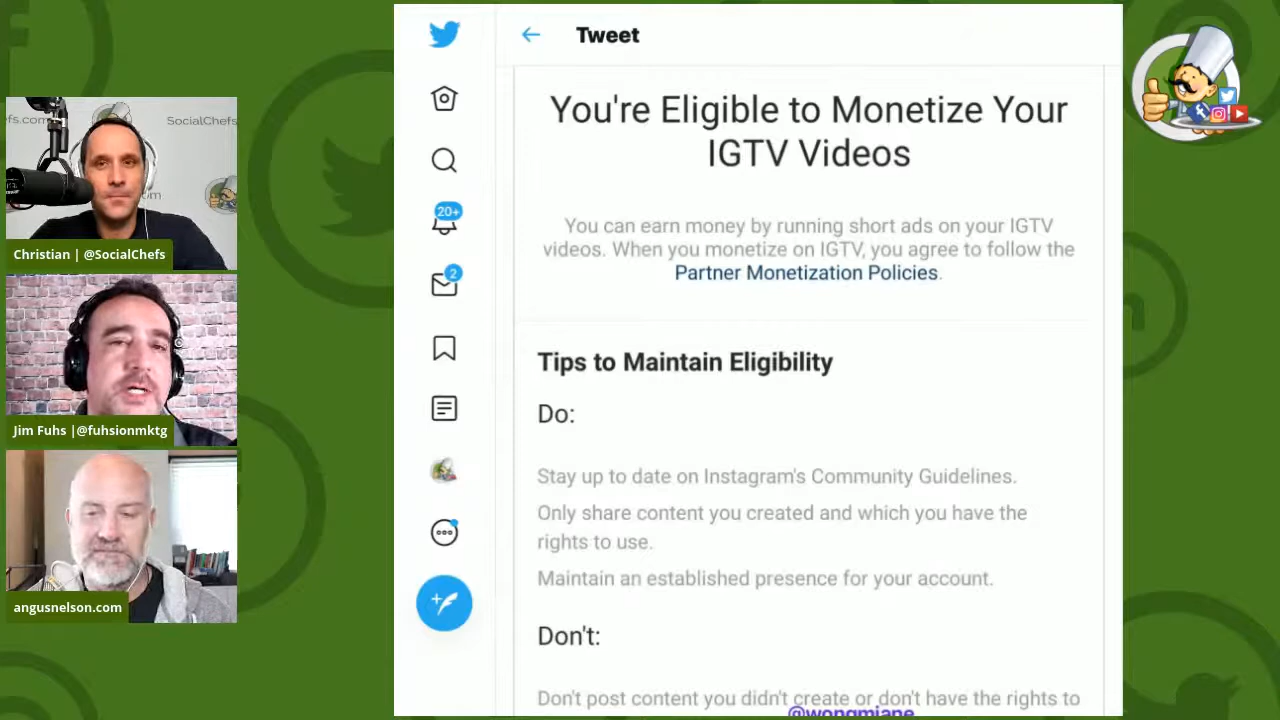 efs.com
SocialChefs
om
Christian | @SocialChefs
Jim Fuhs |@fuhsionmktg
angusnelson.com
Tweet
20+
2
You're Eligible to Monetize Your
IGTV Videos
You can earn money by running short ads on your IGTV
videos. When you monetize on IGTV, you agree to follow the
Partner Monetization Policies.
Tips to Maintain Eligibility
Do:
Stay up to date on Instagram's Community Guidelines.
Only share content you created and which you have the
rights to use.
Maintain an established presence for your account.
Don't:
Don't post content you didn't create or don't have the rights to
@wongmjane